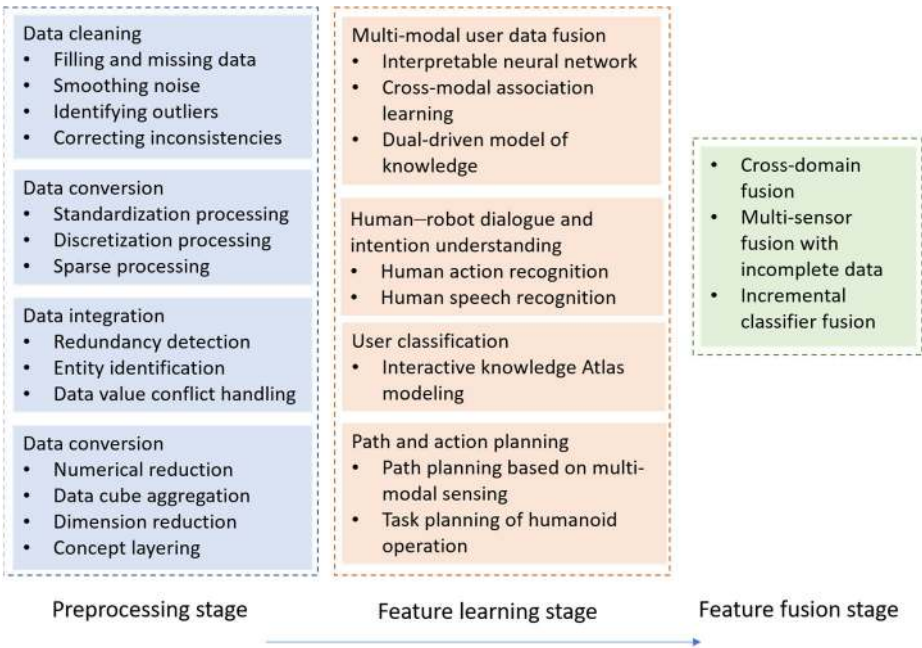 Data cleaning
• Filling and missing data
• Smoothing noise
• Identifying outliers
• Correcting inconsistencies
Data conversion
• Standardization processing
• Discretization processing
• Sparse processing
Data integration
• Redundancy detection
• Entity identification
• Data value conflict handling
Data conversion
• Numerical reduction
• Data cube aggregation
• Dimension reduction
• Concept layering
Preprocessing stage
Multi-modal user data fusion
• Interpretable neural network
• Cross-modal association
learning
• Dual-driven model of
knowledge
Human–robot dialogue and
intention understanding
• Human action recognition
• Human speech recognition
User classification
• Interactive knowledge Atlas
modeling
Path and action planning
• Path planning based on multi-
modal sensing
• Task planning of humanoid
operation
Feature learning stage
• Cross-domain
fusion
• Multi-sensor
fusion with
incomplete data
• Incremental
classifier fusion
Feature fusion stage